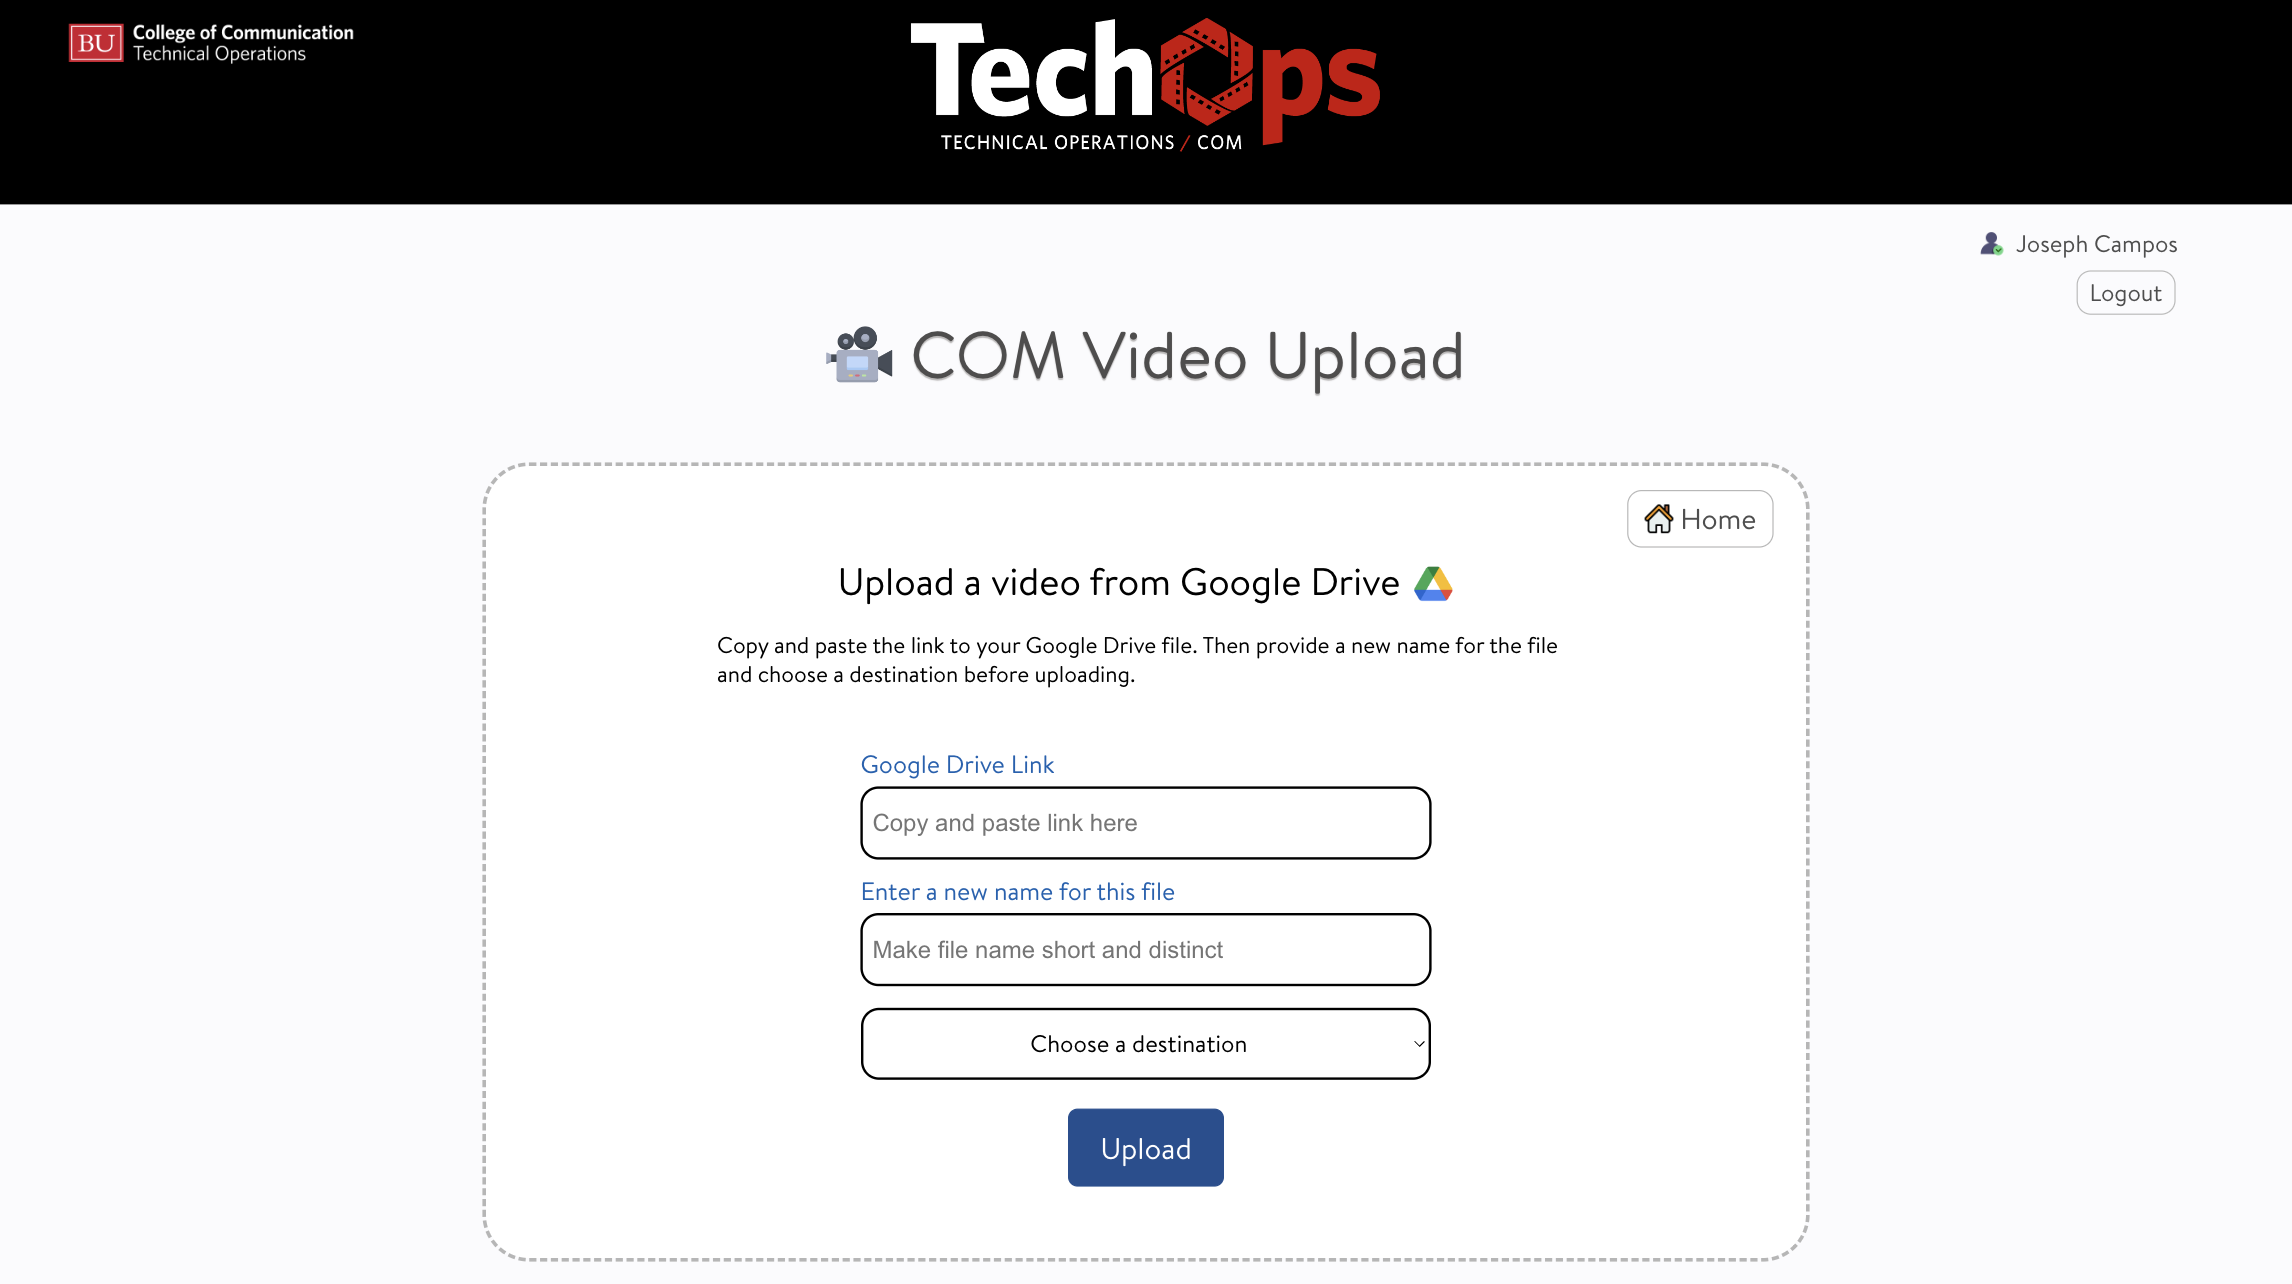 BU
College of Communication
Technical Operations
TechOps
TECHNICAL OPERATIONS / COM
Joseph Campos
Logout
COM Video Upload
Home
Upload a video from Google Drive
Copy and paste the link to your Google Drive file. Then provide a new name for the file
and choose a destination before uploading.
Google Drive Link
Copy and paste link here
Enter a new name for this file
Make file name short and distinct
Choose a destination
Upload